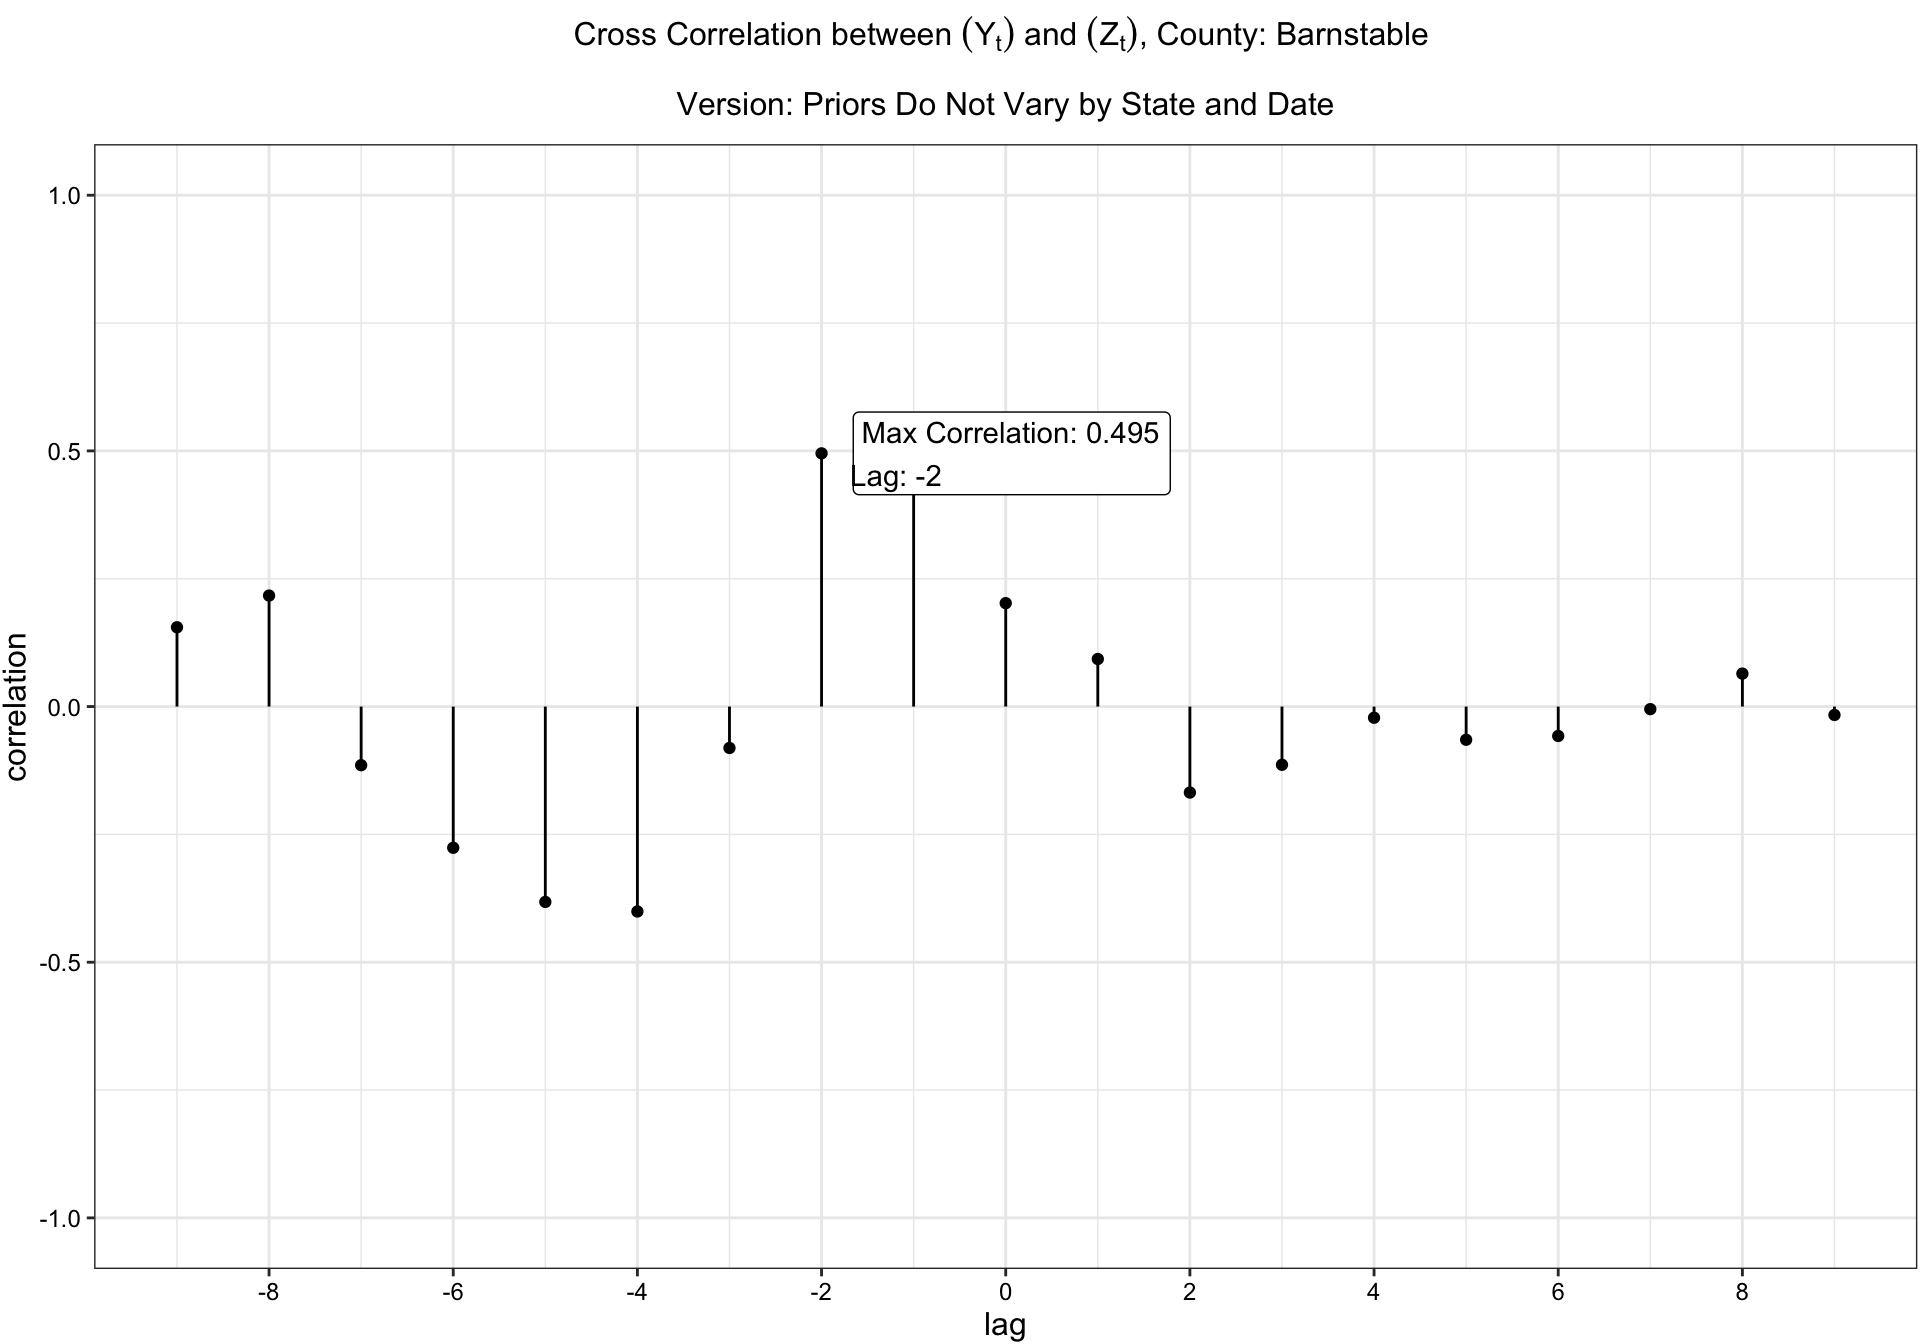 Cross Correlation between (Yt) and (Zt), County: Barnstable
Version: Priors Do Not Vary by State and Date
1.0
0.5
0.0
-0.5
-1.0
correlation
Max Correlation: 0.495
Lag: -2
-8 -6 -4 -2 0 2 4 6 8
lag